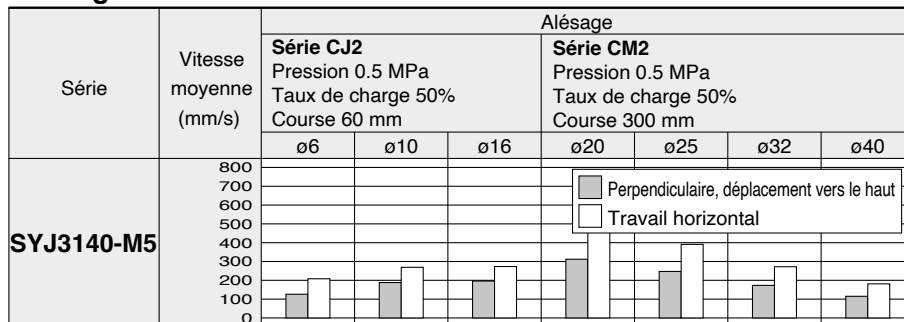 Alésage
Série
Vitesse
moyenne
(mm/s)
Série CJ2
Pression 0.5 MPa
Taux de charge 50%
Course 60 mm
Série CM2
Pression 0.5 MPa
Taux de charge 50%
Course 300 mm
ø6 ø10 ø16 ø20 ø25 ø32 ø40
SYJ3140-M5
800
700
600
500
400
300
200
100
0
Perpendiculaire, déplacement vers le haut
Travail horizontal